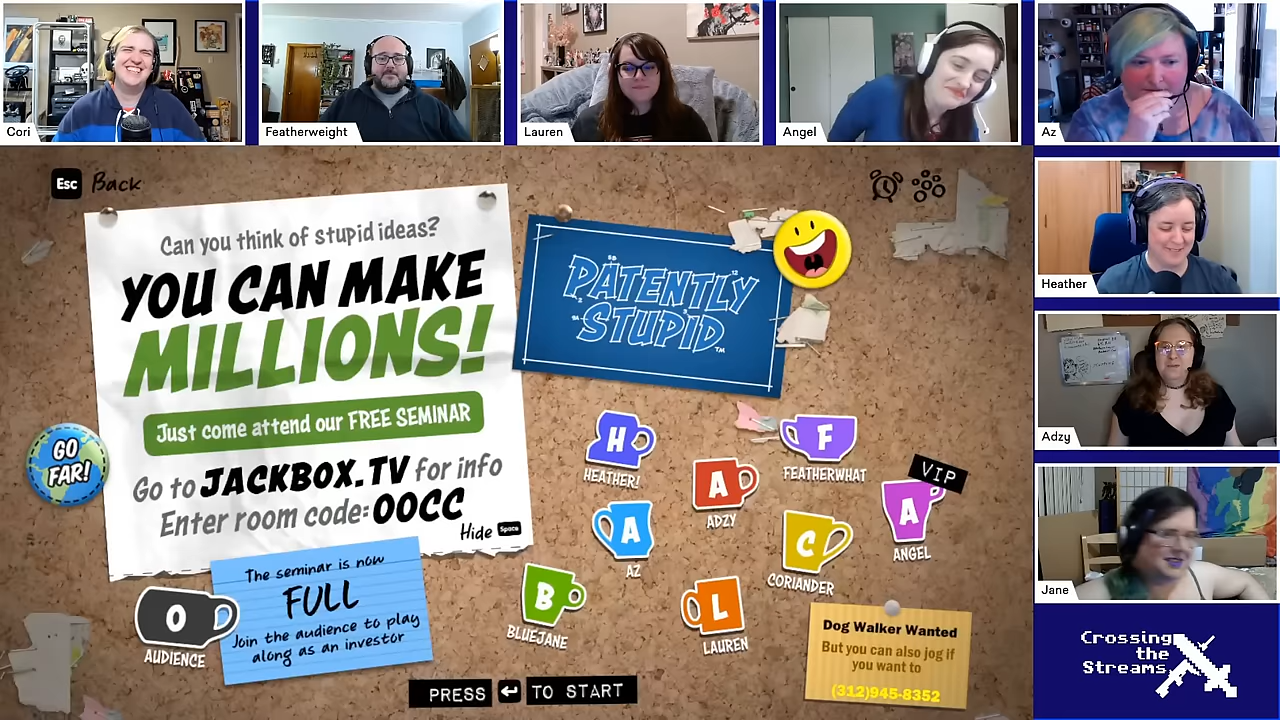 Cori
Featherweight
Lauren
Angel
Az
Heather
Adzy
Jane
Crossing
the
Streams
Esc Back
Can you think of stupid ideas?
YOU CAN MAKE
MILLIONS!
Just come attend our FREE SEMINAR
Go to JACKBOX.TV for info
Enter room code: OOCC
Hide Space
GO
FAR!
PATENTLY
STUPID™
The seminar is now
FULL
Join the audience to play
along as an investor
0
AUDIENCE
H
HEATHER!
A
ADZY
F
FEATHERWHAT
VIP
A
ANGEL
A
AZ
C
CORIANDER
B
BLUEJANE
L
LAUREN
Dog Walker Wanted
But you can also jog if
you want to
(312)945-8352
PRESS ↵ TO START